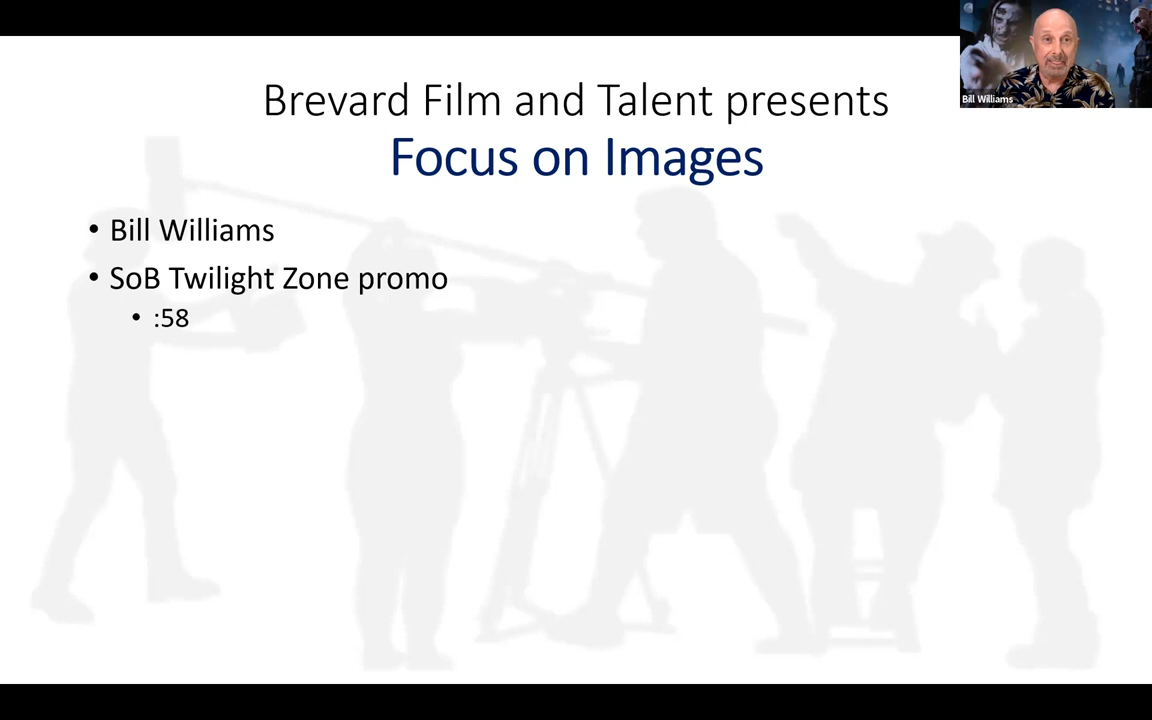 Brevard Film and Talent presents
Focus on Images
• Bill Williams
• SoB Twilight Zone promo
• :58
Bill Williams